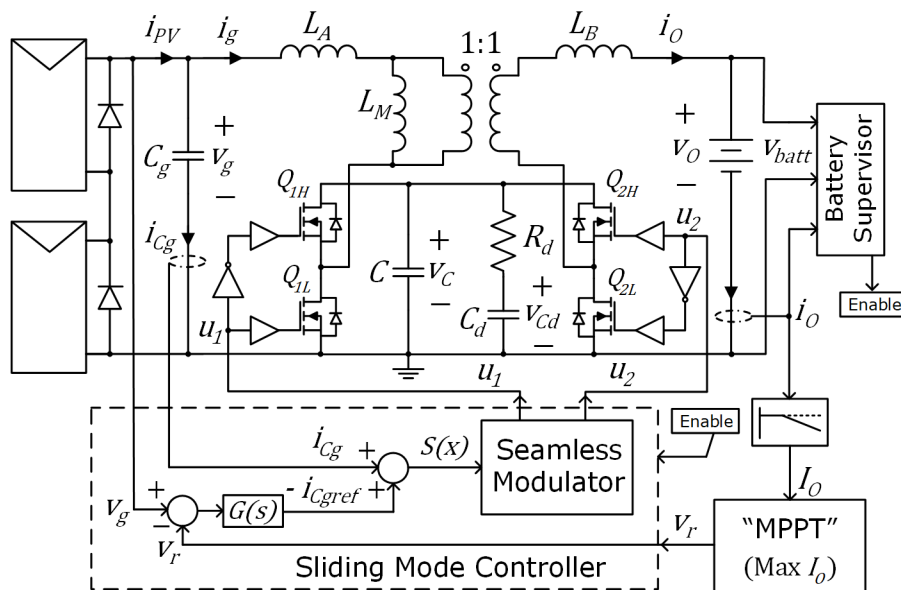 i_PV
i_g
L_A
1:1
L_B
i_O
L_M
C_g
+
v_g
−
Q_1H
Q_2H
u_2
+
v_O
−
v_batt
Battery
Supervisor
i_Cg
Q_1L
C
+
v_C
−
R_d
C_d
+
v_Cd
−
Q_2L
Enable
u_1
i_O
u_1
u_2
i_Cg
+
S(x)
Seamless
Modulator
Enable
v_g
+
−
G(s)
- i_Cgref
+
v_r
I_O
v_r
"MPPT"
(Max I_O)
Sliding Mode Controller